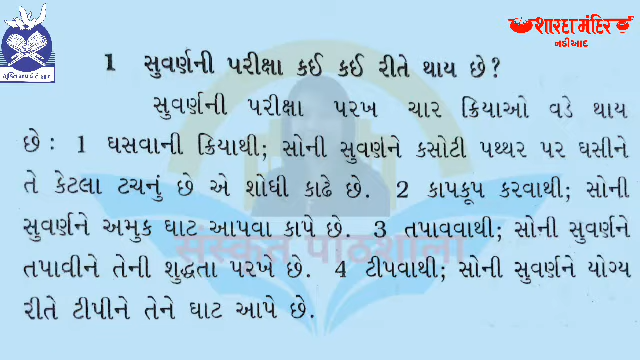 શારદા મંદિર
નડીઆદ
1 સુવર્ણની પરીક્ષા કઈ કઈ રીતે થાય છે?
સુવર્ણની પરીક્ષા પરખ ચાર ક્રિયાઓ વડે થાય
છે: 1 ઘસવાની ક્રિયાથી; સોની સુવર્ણને કસોટી પથ્થર પર ઘસીને
તે કેટલા ટચનું છે એ શોધી કાઢે છે. 2 કાપકૂપ કરવાથી; સોની
સુવર્ણને અમુક ઘાટ આપવા કાપે છે. 3 તપાવવાથી; સોની સુવર્ણને
संस्कृत पाठशाला
તપાવીને તેની શુદ્ધતા પરખે છે. 4 ટીપવાથી; સોની સુવર્ણને યોગ્ય
રીતે ટીપીને તેને ઘાટ આપે છે.